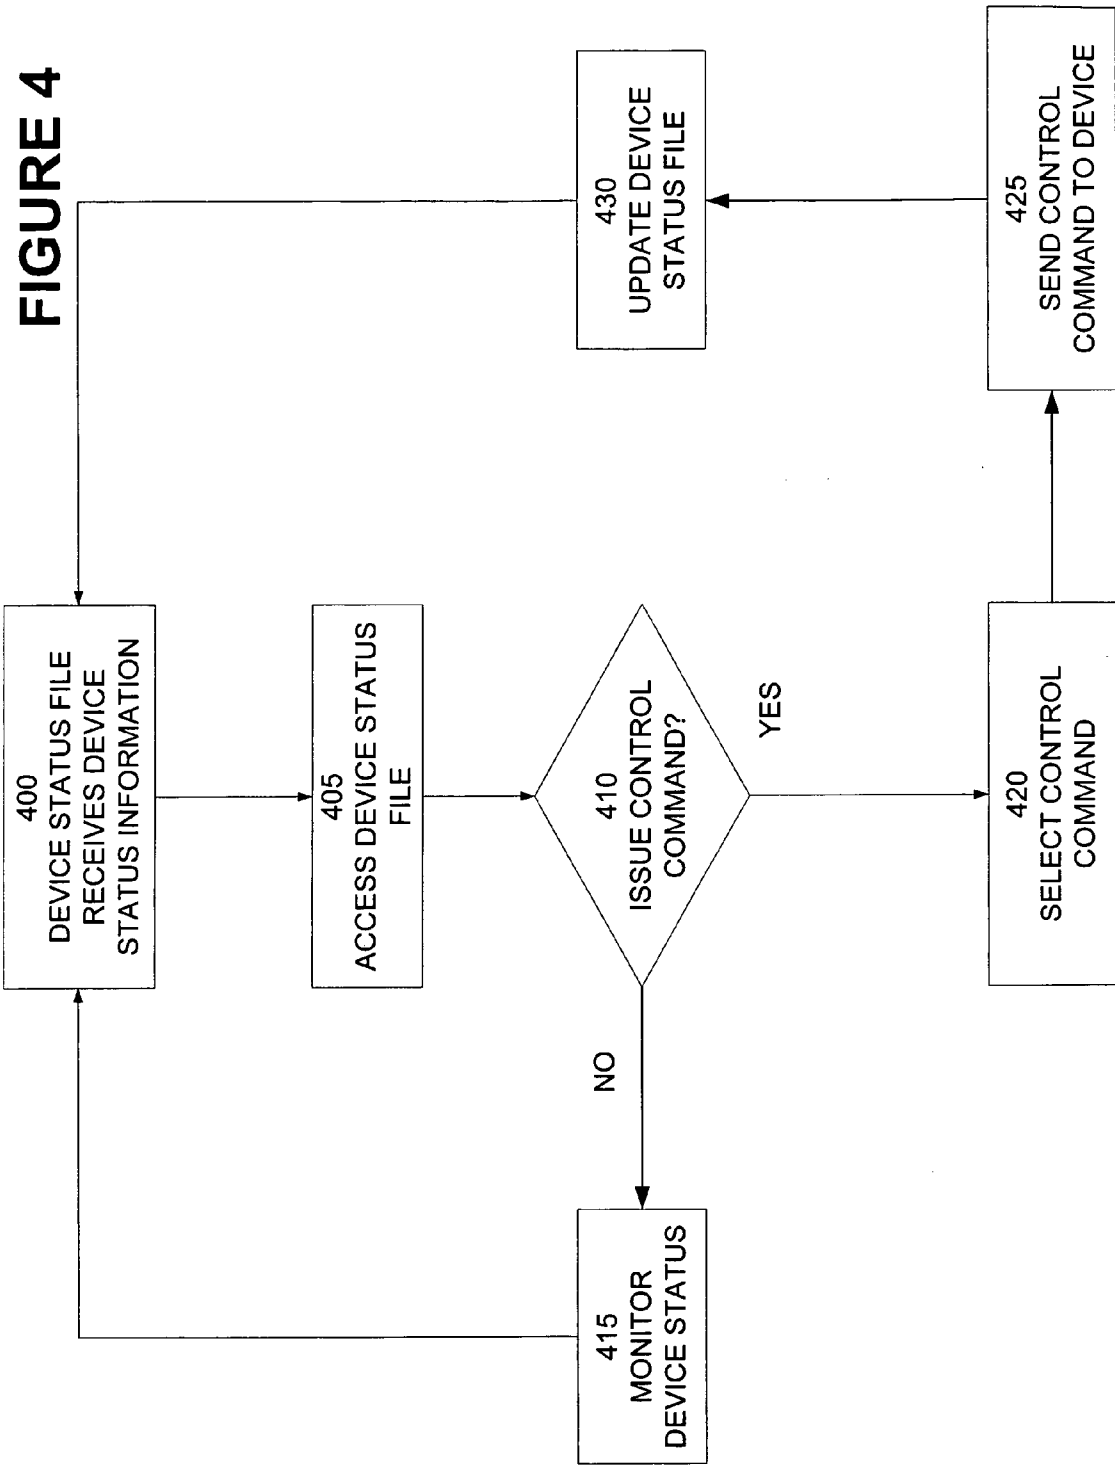 FIGURE 4
400
DEVICE STATUS FILE
RECEIVES DEVICE
STATUS INFORMATION
405
ACCESS DEVICE STATUS
FILE
410
ISSUE CONTROL
COMMAND?
NO
YES
415
MONITOR
DEVICE STATUS
420
SELECT CONTROL
COMMAND
425
SEND CONTROL
COMMAND TO DEVICE
430
UPDATE DEVICE
STATUS FILE